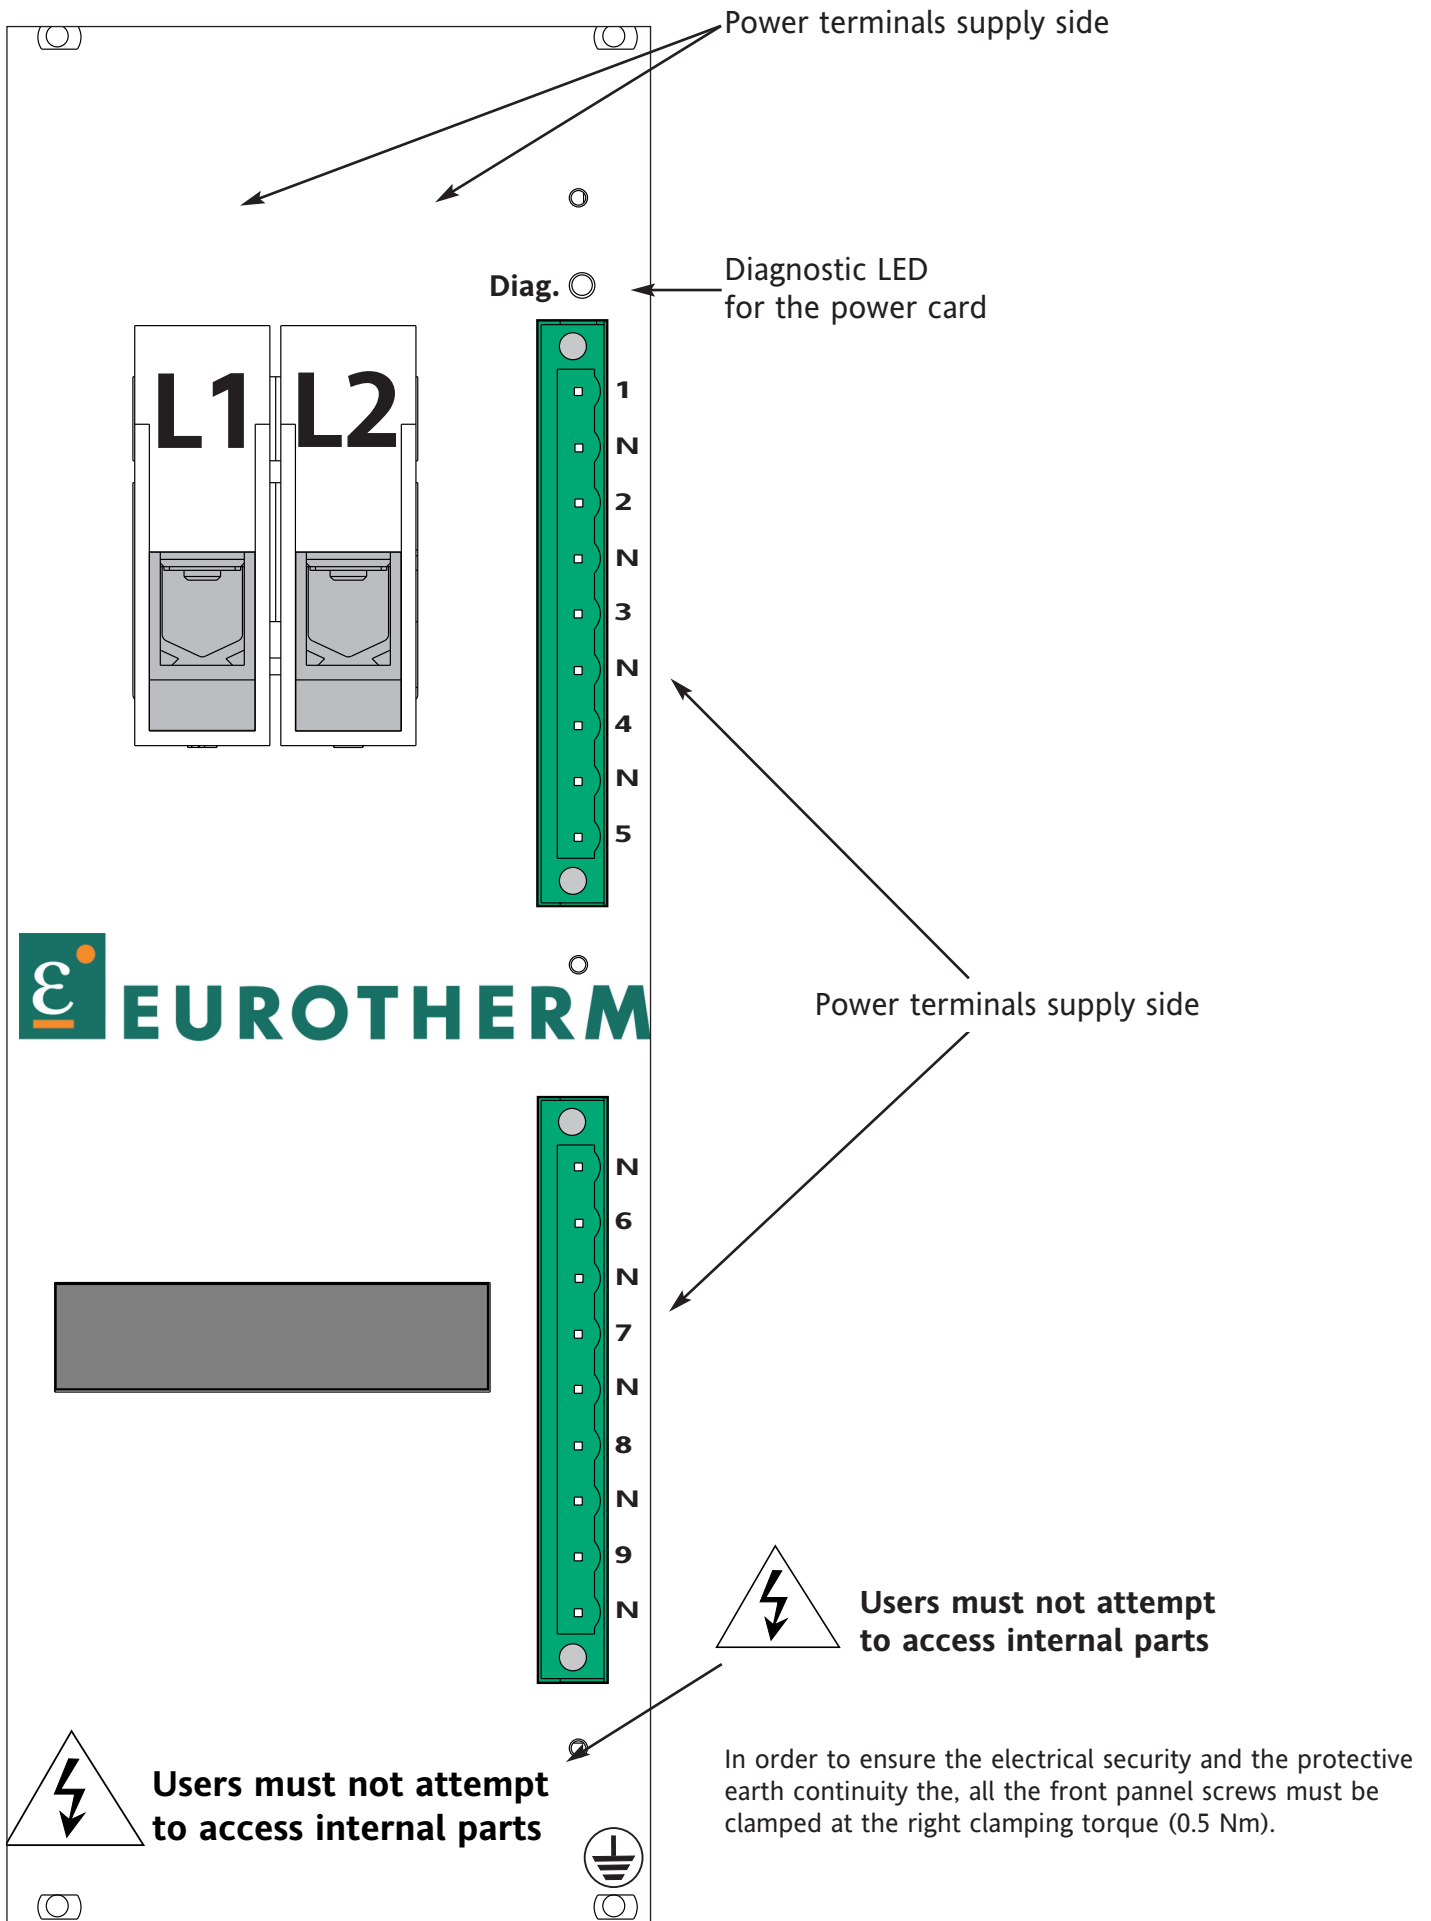 Power terminals supply side
Diag.
Diagnostic LED
for the power card
L1 L2
1
N
2
N
3
N
4
N
5
ε EUROTHERM
Power terminals supply side
N
6
N
7
N
8
N
9
N
Users must not attempt
to access internal parts
Users must not attempt
to access internal parts
In order to ensure the electrical security and the protective
earth continuity the, all the front pannel screws must be
clamped at the right clamping torque (0.5 Nm).